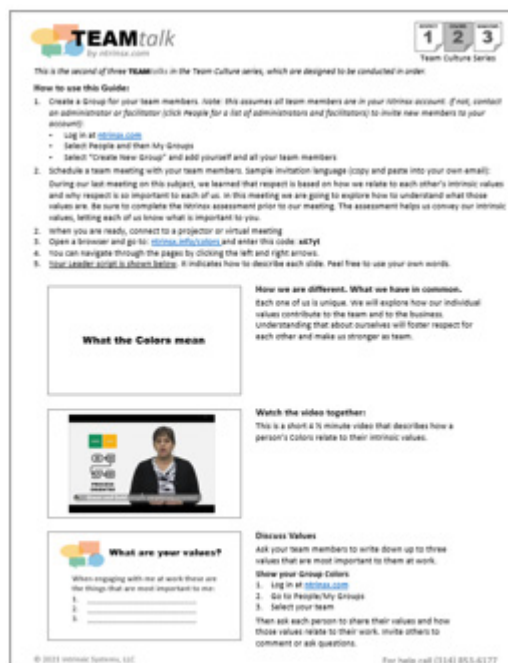 TEAMtalk
by ntrinsx.com
1 2 3
Team Culture Series
This is the second of three TEAMtalks in the Team Culture series, which are designed to be conducted in order.
How to use this Guide:
1. Create a Group for your team members. Note: this assumes all team members are in your Ntrinsx account. If not, contact
an administrator or facilitator (click People for a list of administrators and facilitators) to invite new members to your
account):
• Log in at ntrinsx.com
• Select People and then My Groups
• Select "Create New Group" and add yourself and all your team members
2. Schedule a team meeting with your team members. Sample invitation language (copy and paste into your own email):
During our last meeting on this subject, we learned that respect is based on how we relate to each other's intrinsic values
and why respect is so important to each of us. In this meeting we are going to explore how to understand what those
values are. Be sure to complete the Ntrinsx assessment prior to our meeting. The assessment helps us convey our intrinsic
values, letting each of us know what is important to you.
2. When you are ready, connect to a projector or virtual meeting
3. Open a browser and go to: ntrinsx.info/colors and enter this code:
4. You can navigate through the pages by clicking the left and right arrows.
5. Your Leader script is shown below. It indicates how to describe each slide. Feel free to use your own words.
What the Colors mean
How we are different. What we have in common.
Each one of us is unique. We will explore how our individual
values contribute to the team and to the business.
Understanding that about ourselves will foster respect for
each other and make us stronger as team.
PROCESS
ORIENTED
Watch the video together:
This is a short 4 ½ minute video that describes how a
person's Colors relate to their intrinsic values.
What are your values?
When engaging with me at work these are
the things that are most important to me:
1.
2.
3.
Discuss Values
Ask your team members to write down up to three
values that are most important to them at work.
Show your Group Colors
1. Log in at ntrinsx.com
2. Go to People/My Groups
3. Select your team
Then ask each person to share their values and how
those values relate to their work. Invite others to
comment or ask questions.
© 2023 Intrinsic Systems, LLC
For help call (314) 853-6177